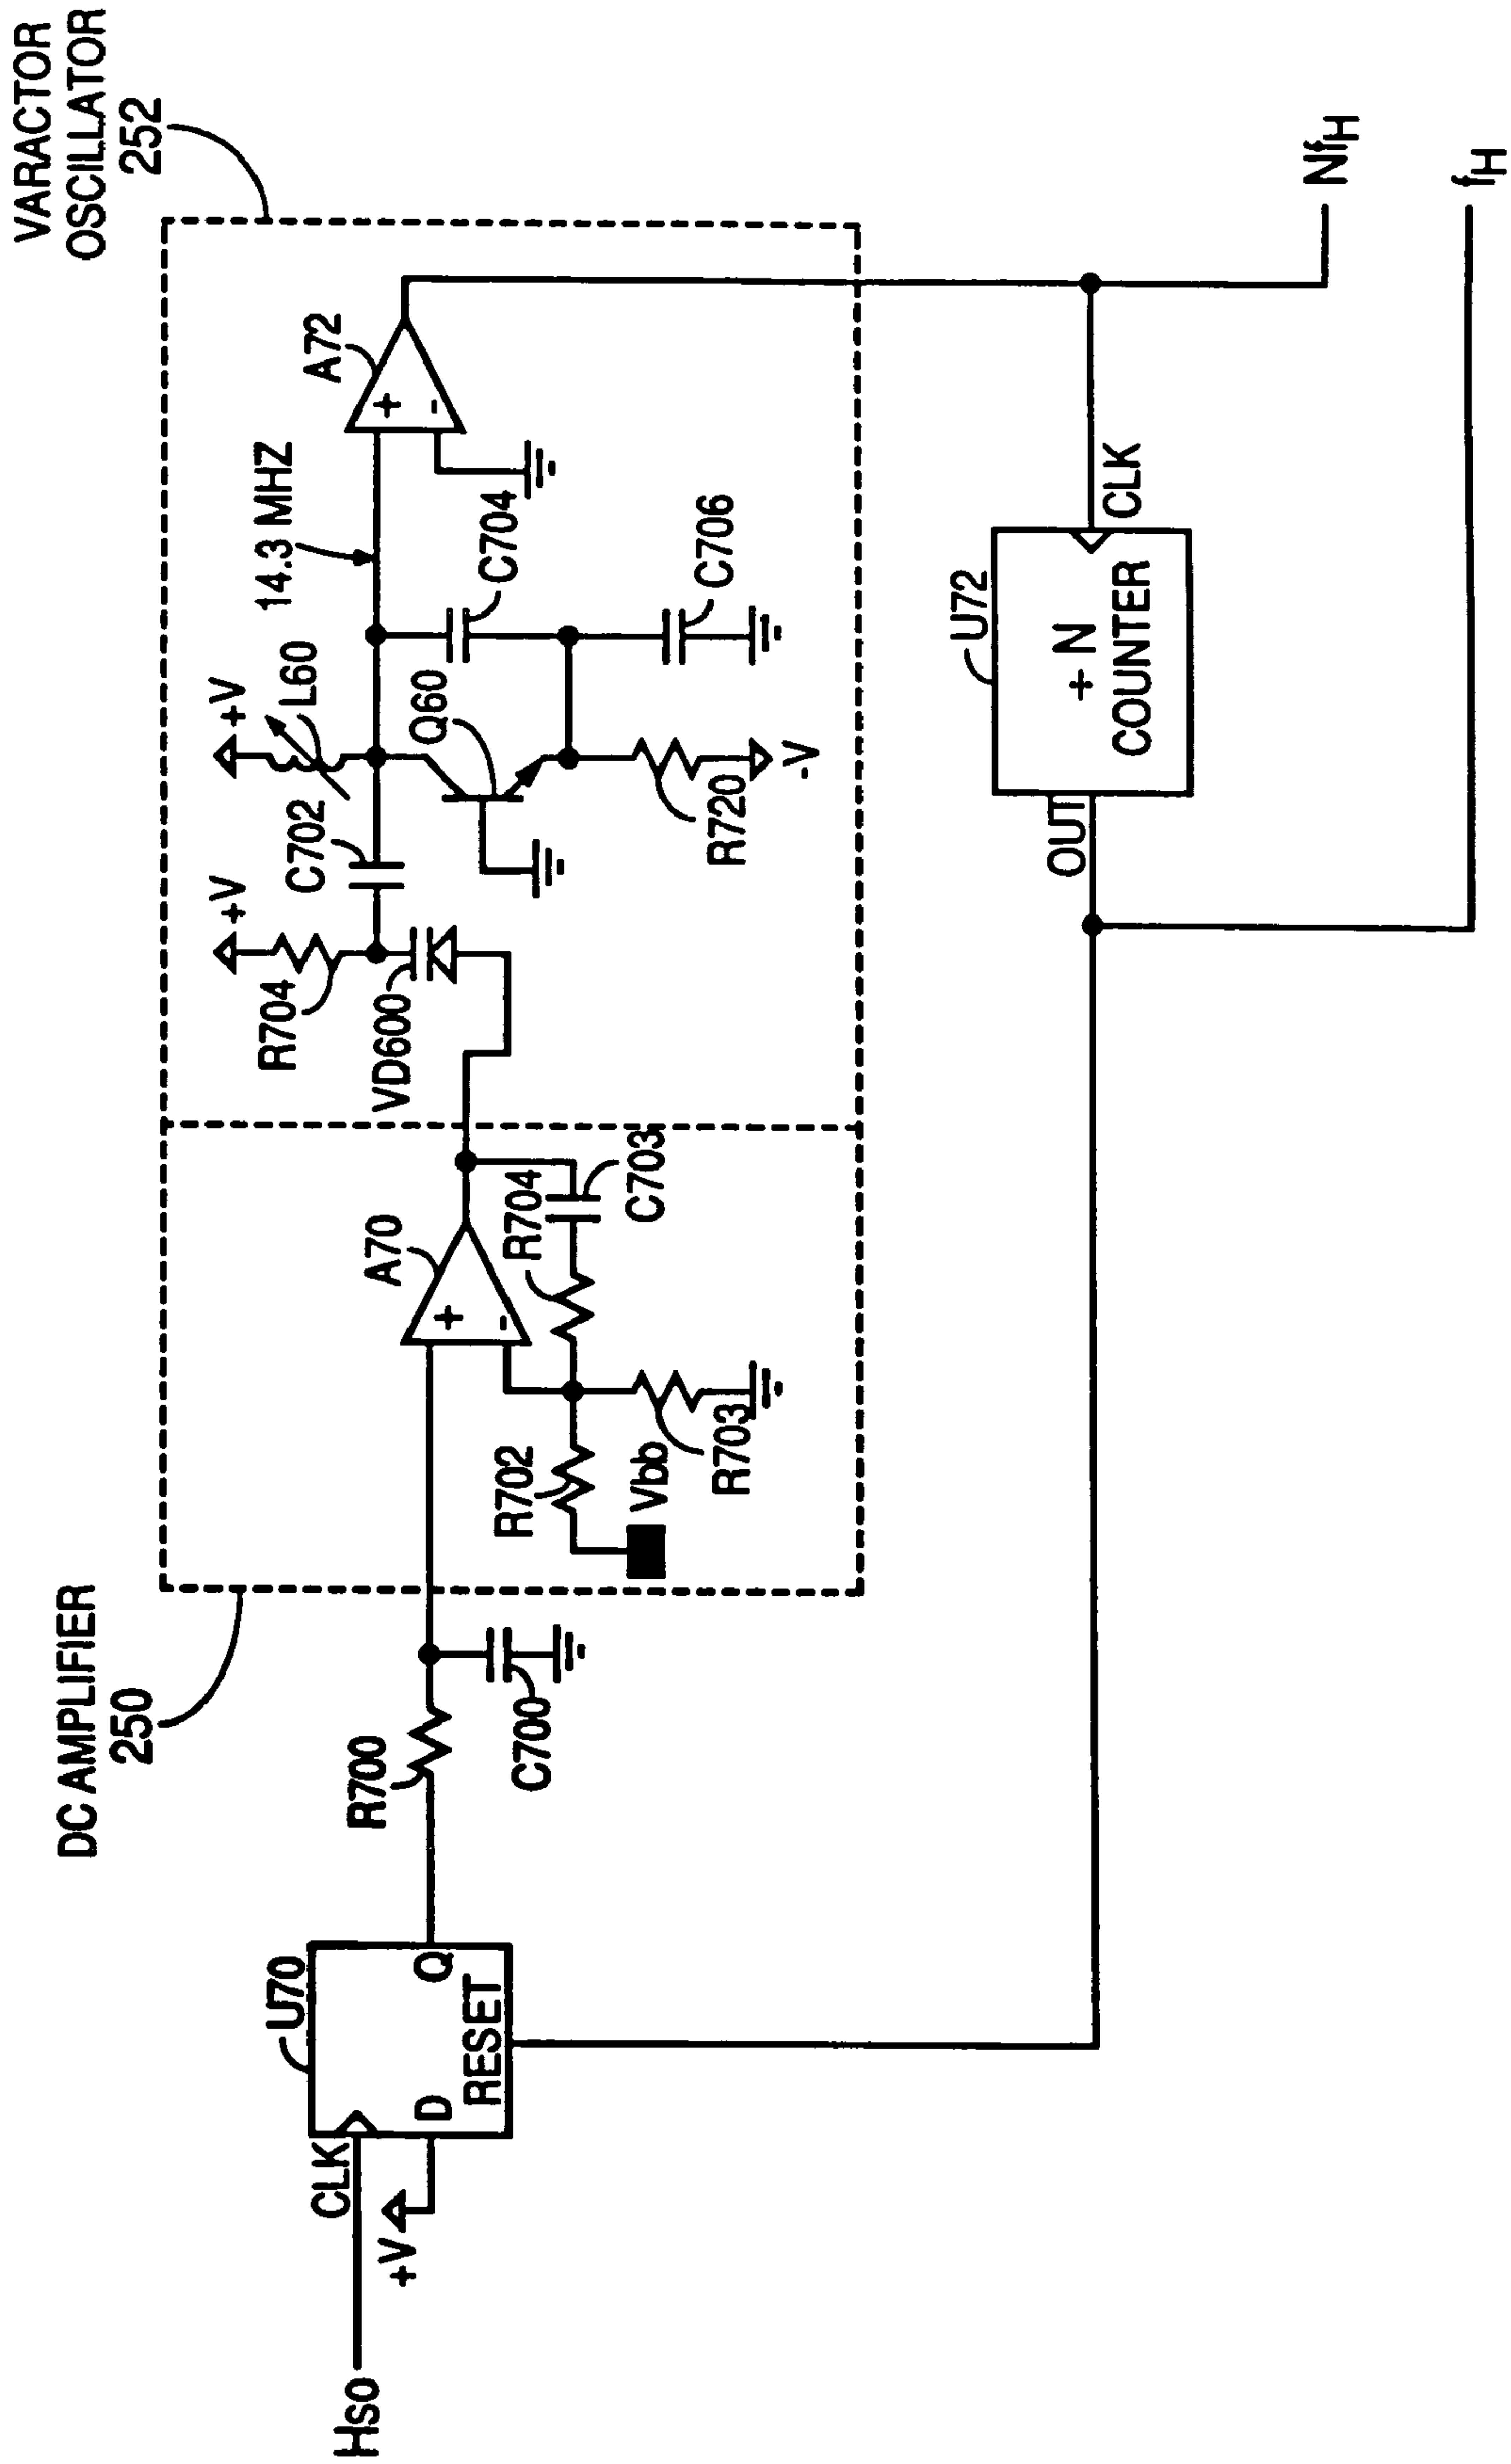 DC AMPLIFIER
250
VARACTOR
OSCILLATOR
252
Hso
CLK
+V
D
Q
RESET
U70
R700
C700
A70
+
-
R702
Vbb
R703
R704
C703
R704
+V
VD600
C702
+V
L60
Q60
R720
-V
14.3 MHZ
C704
C706
A72
+
-
U72
OUT
÷ N
COUNTER
CLK
NfH
fH